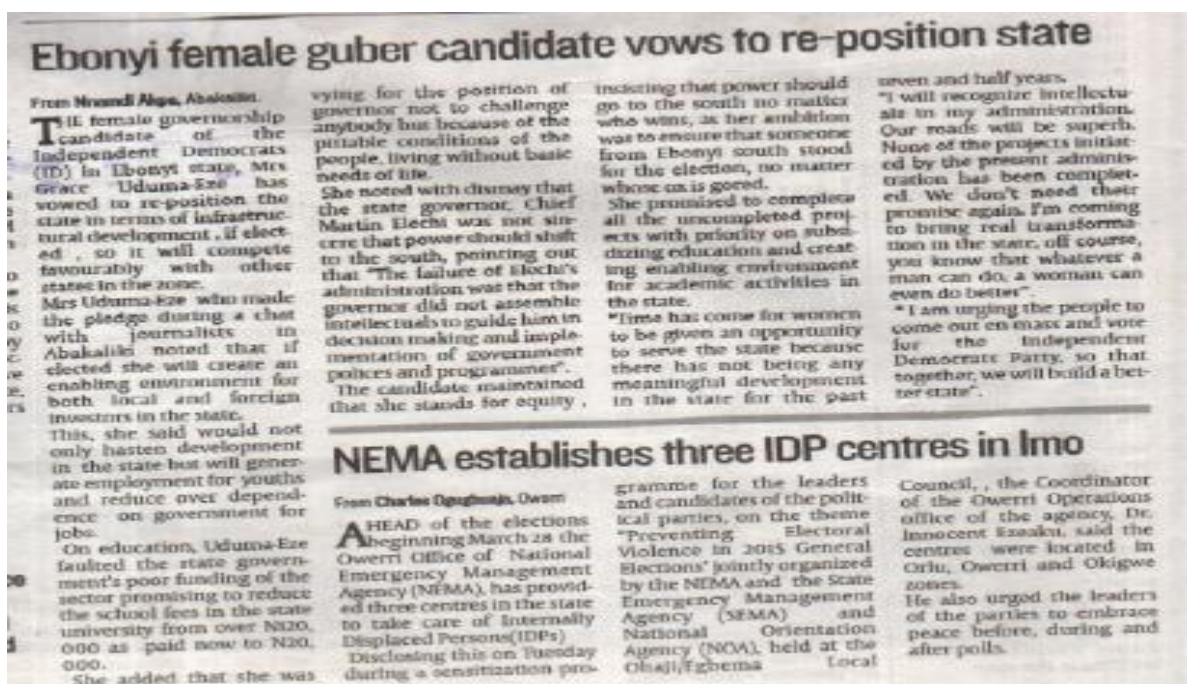 Ebonyi female guber candidate vows to re-position state
From Nnamdi Akpa, Abakaliki.
THE female governorship
candidate of the
Independent Democrats
(ID) in Ebonyi state, Mrs
Grace Uduma-Eze has
vowed to re-position the
state in terms of infrastruc-
tural development , if elect-
ed , so it will compete
favourably with other
states in the zone.
Mrs Uduma-Eze who made
the pledge during a chat
with journalists in
Abakaliki noted that if
elected she will create an
enabling environment for
both local and foreign
investors in the state.
This, she said would not
only hasten development
in the state but will gener-
ate employment for youths
and reduce over depend-
ence on government for
jobs.
On education, Uduma-Eze
faulted the state govern-
ment's poor funding of the
sector promising to reduce
the school fees in the state
university from over
000 as paid now to N20,
000.
She added that she was
vying for the position of
governor not to challenge
anybody but because of the
pitiable conditions of the
people, living without basic
needs of life.
She noted with dismay that
the state governor, Chief
Martin Elechi was not sin-
cere that power should shift
to the south, pointing out
that "The failure of Elechi's
administration was that the
governor did not assemble
intellectuals to guide him in
decision making and imple-
mentation of government
polices and programmes".
The candidate maintained
that she stands for equity ,
insisting that power should
go to the south no matter
who wins, as her ambition
was to ensure that someone
from Ebonyi south stood
for the election, no matter
whose ox is gored.
She promised to complete
all the uncompleted proj-
ects with priority on subsi-
dizing education and creat-
ing enabling environment
for academic activities in
the state.
"Time has come for women
to be given an opportunity
to serve the state because
there has not being any
meaningful development
in the state for the past
seven and half years.
"I will recognize intellectu-
als in my administration.
Our roads will be superb.
None of the projects initiat-
ed by the present adminis-
tration has been complet-
ed. We don't need their
promise again. I'm coming
to bring real transforma-
tion in the state, off course,
you know that whatever a
man can do, a woman can
even do better".
" I am urging the people to
come out en mass and vote
for the Independent
Democrats Party, so that
together, we will build a bet-
ter state".
NEMA establishes three IDP centres in Imo
From Charles Ogugbuaja, Owerri
AHEAD of the elections
beginning March 28 the
Owerri Office of National
Emergency Management
Agency (NEMA), has provid-
ed three centres in the state
to take care of Internally
Displaced Persons(IDPs)
Disclosing this on Tuesday
during a sensitization pro-
gramme for the leaders
and candidates of the polit-
ical parties, on the theme
"Preventing Electoral
Violence in 2015 General
Elections' jointly organized
by the NEMA and the State
Emergency Management
Agency (SEMA) and
National Orientation
Agency (NOA), held at the
Ohaji/Egbema Local
Council, , the Coordinator
of the Owerri Operations
office of the agency, Dr.
Innocent Ezeaku, said the
centres were located in
Orlu, Owerri and Okigwe
zones.
He also urged the leaders
of the parties to embrace
peace before, during and
after polls.